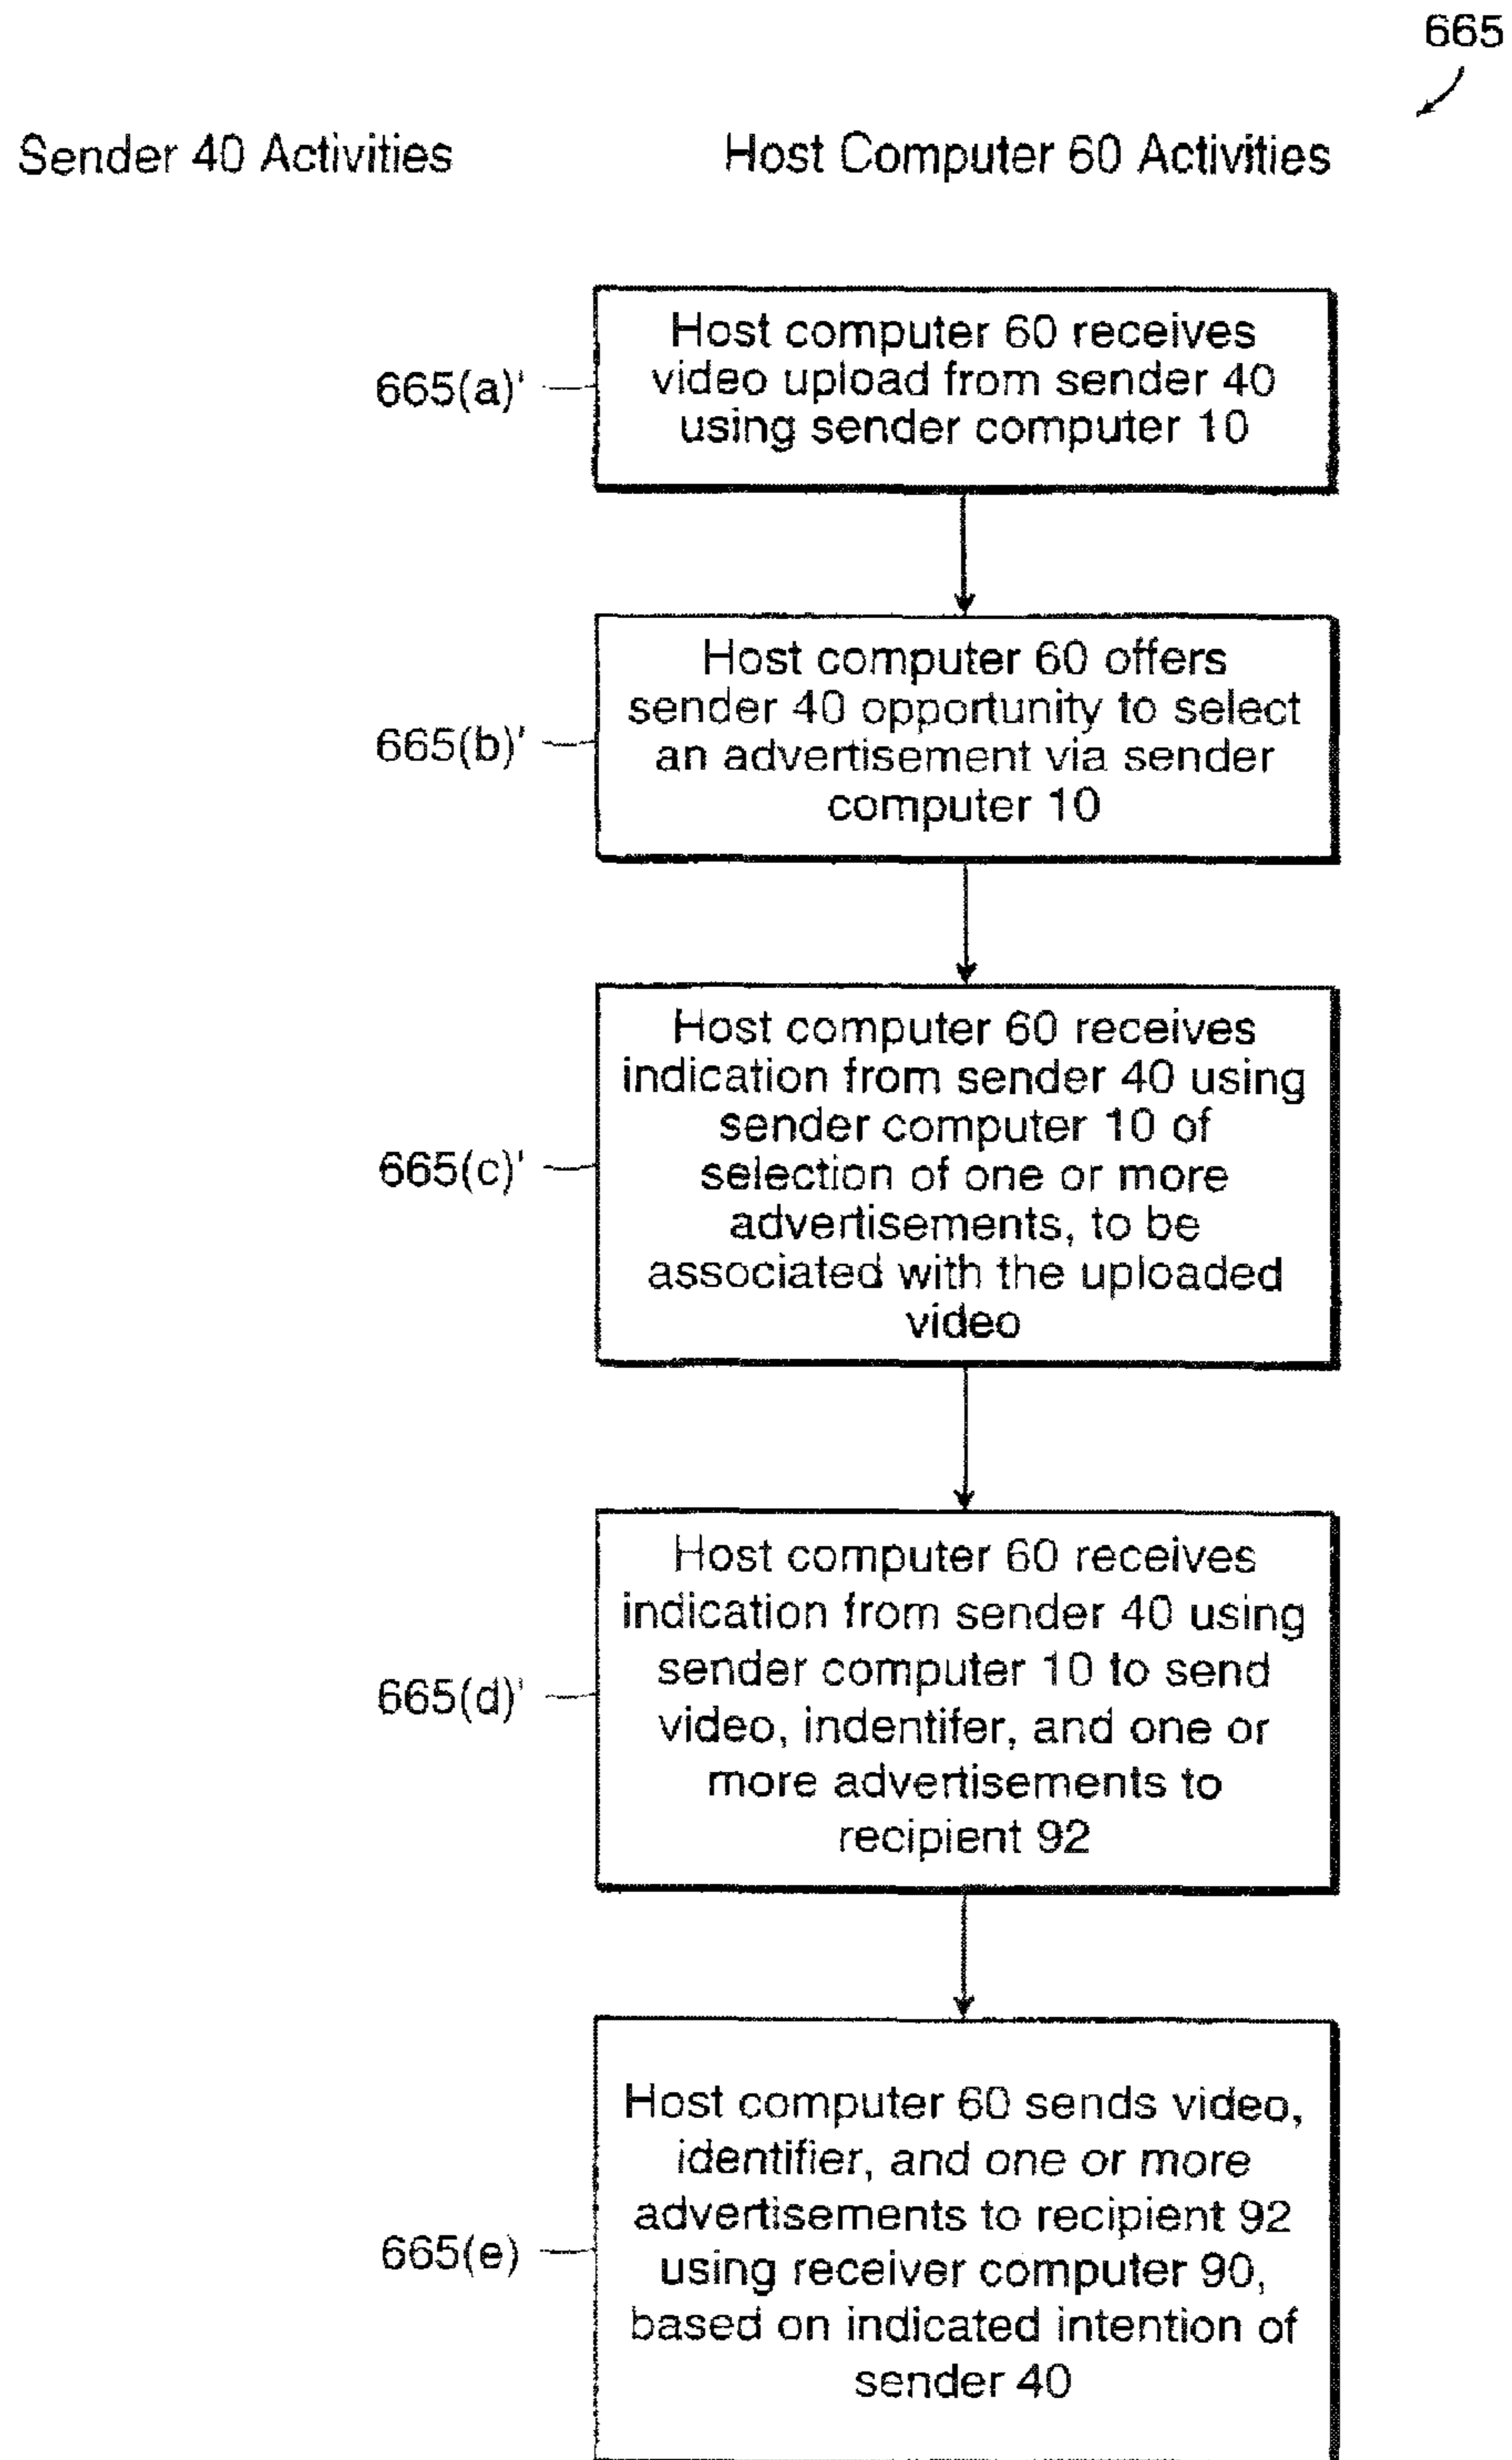 665
Sender 40 Activities
Host Computer 60 Activities
665(a)'
Host computer 60 receives
video upload from sender 40
using sender computer 10
665(b)'
Host computer 60 offers
sender 40 opportunity to select
an advertisement via sender
computer 10
665(c)'
Host computer 60 receives
indication from sender 40 using
sender computer 10 of
selection of one or more
advertisements, to be
associated with the uploaded
video
665(d)'
Host computer 60 receives
indication from sender 40 using
sender computer 10 to send
video, indentifer, and one or
more advertisements to
recipient 92
665(e)
Host computer 60 sends video,
identifier, and one or more
advertisements to recipient 92
using receiver computer 90,
based on indicated intention of
sender 40